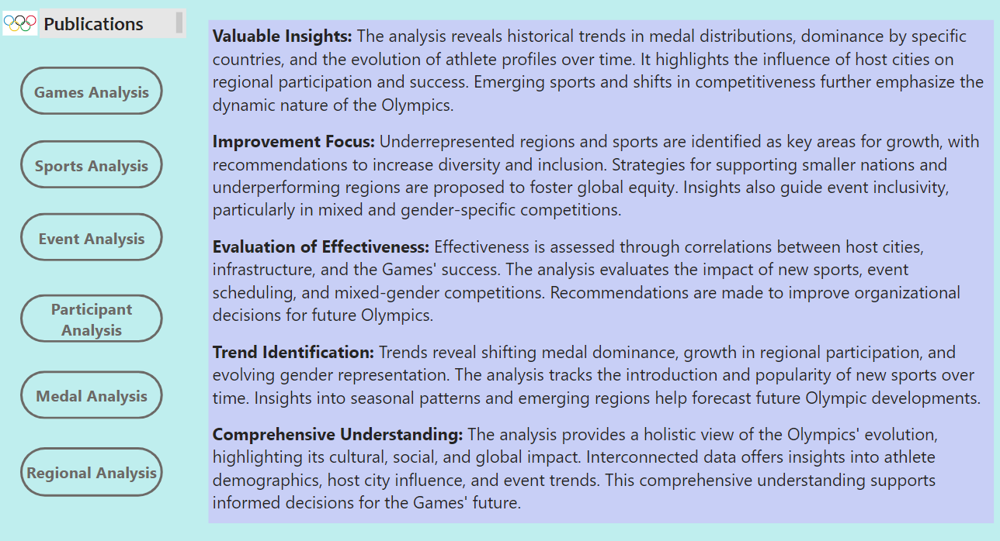 Publications
Games Analysis
Sports Analysis
Event Analysis
Participant
Analysis
Medal Analysis
Regional Analysis
Valuable Insights: The analysis reveals historical trends in medal distributions, dominance by specific
countries, and the evolution of athlete profiles over time. It highlights the influence of host cities on
regional participation and success. Emerging sports and shifts in competitiveness further emphasize the
dynamic nature of the Olympics.
Improvement Focus: Underrepresented regions and sports are identified as key areas for growth, with
recommendations to increase diversity and inclusion. Strategies for supporting smaller nations and
underperforming regions are proposed to foster global equity. Insights also guide event inclusivity,
particularly in mixed and gender-specific competitions.
Evaluation of Effectiveness: Effectiveness is assessed through correlations between host cities,
infrastructure, and the Games' success. The analysis evaluates the impact of new sports, event
scheduling, and mixed-gender competitions. Recommendations are made to improve organizational
decisions for future Olympics.
Trend Identification: Trends reveal shifting medal dominance, growth in regional participation, and
evolving gender representation. The analysis tracks the introduction and popularity of new sports over
time. Insights into seasonal patterns and emerging regions help forecast future Olympic developments.
Comprehensive Understanding: The analysis provides a holistic view of the Olympics' evolution,
highlighting its cultural, social, and global impact. Interconnected data offers insights into athlete
demographics, host city influence, and event trends. This comprehensive understanding supports
informed decisions for the Games' future.